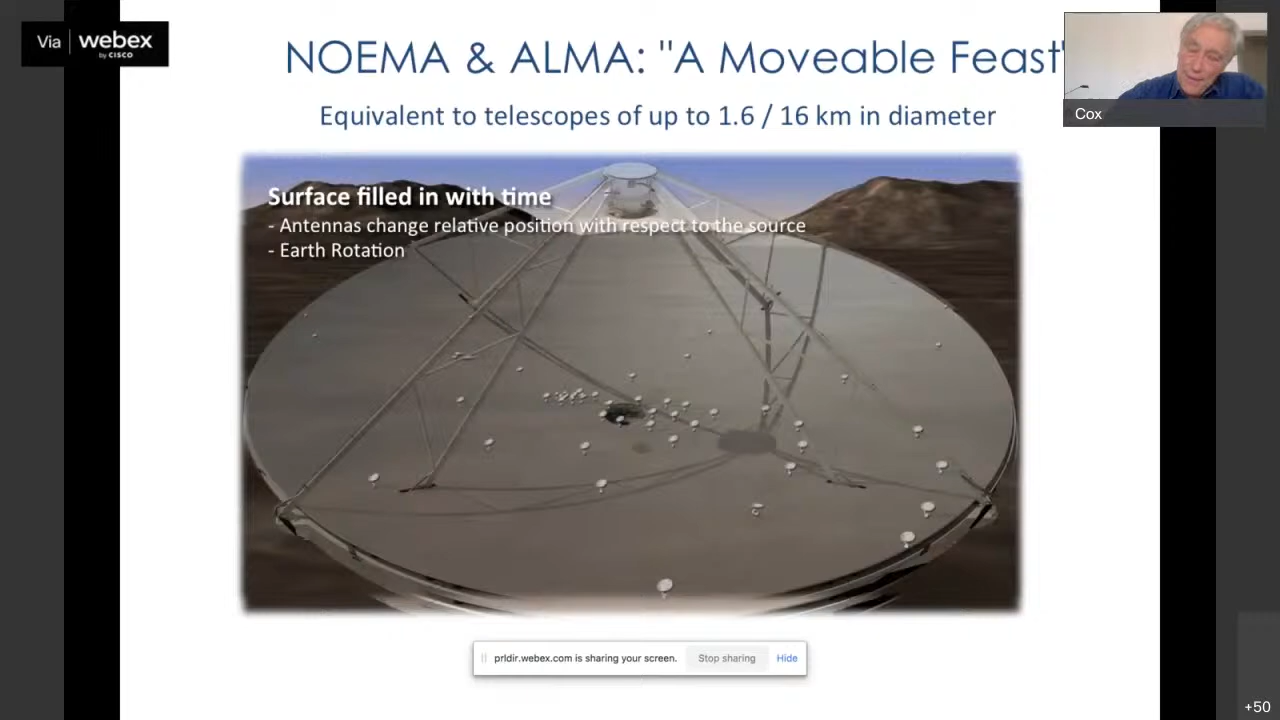 Via webex
by CISCO
NOEMA & ALMA: "A Moveable Feast"
Equivalent to telescopes of up to 1.6 / 16 km in diameter
Cox
Surface filled in with time
- Antennas change relative position with respect to the source
- Earth Rotation
prldir.webex.com is sharing your screen. Stop sharing Hide
+50